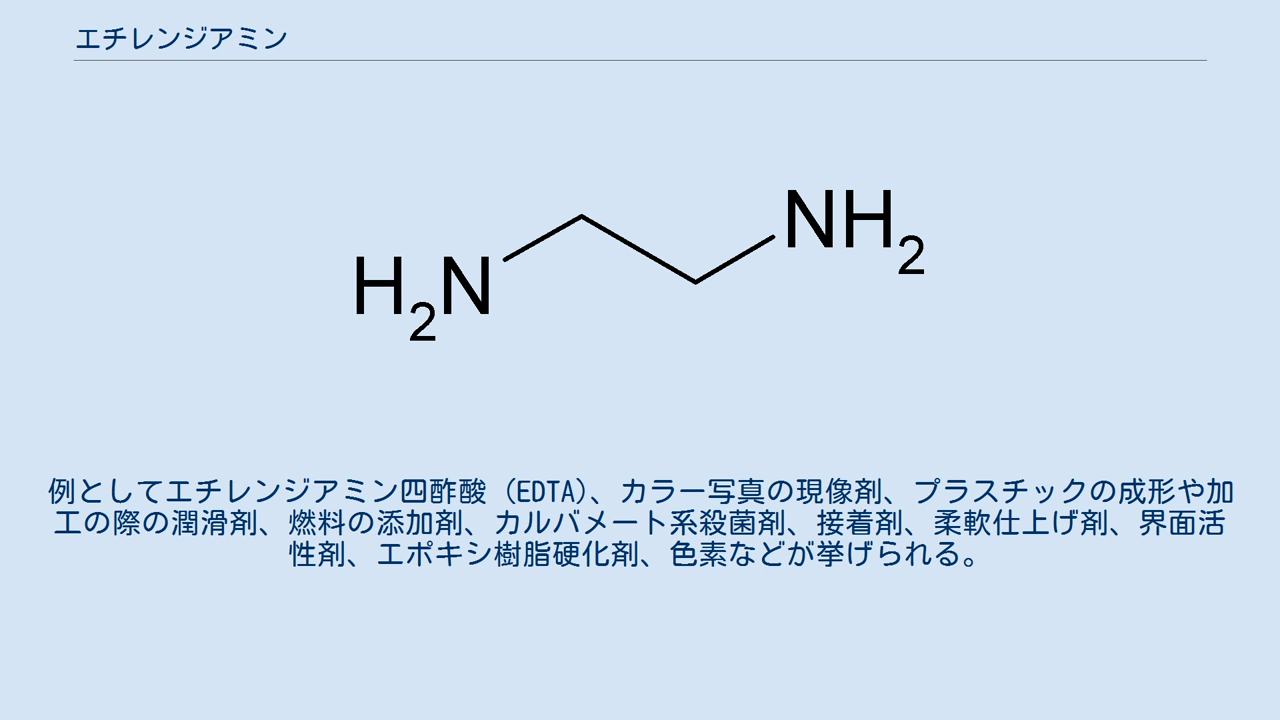 エチレンジアミン
NH2
H2N
例としてエチレンジアミン四酢酸（EDTA）、カラー写真の現像剤、プラスチックの成形や加
工の際の潤滑剤、燃料の添加剤、カルバメート系殺菌剤、接着剤、柔軟仕上げ剤、界面活
性剤、エポキシ樹脂硬化剤、色素などが挙げられる。